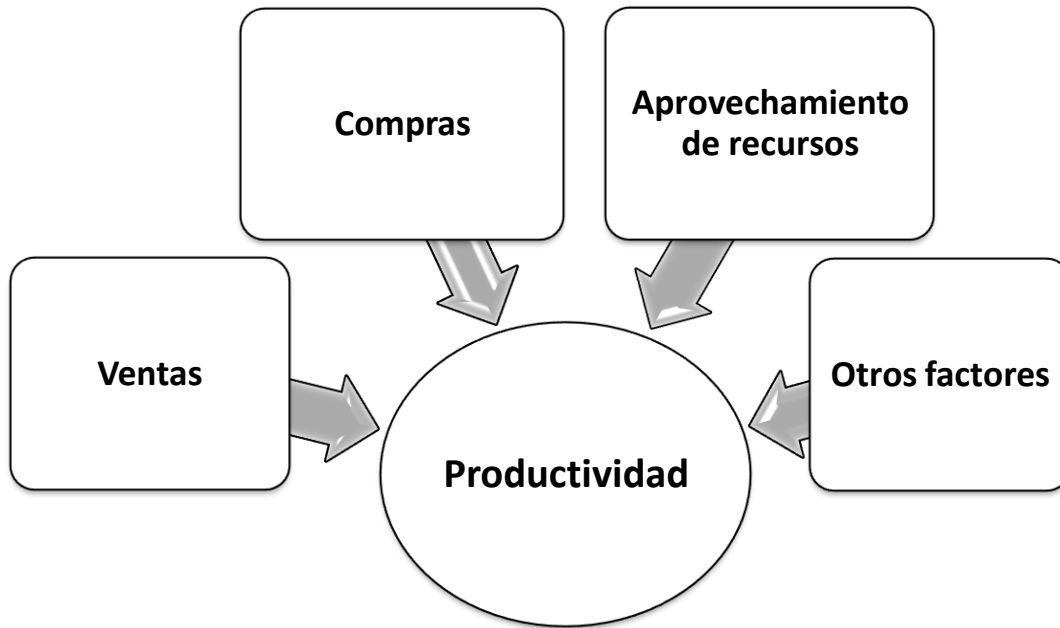 Compras
Aprovechamiento
de recursos
Ventas
Otros factores
Productividad